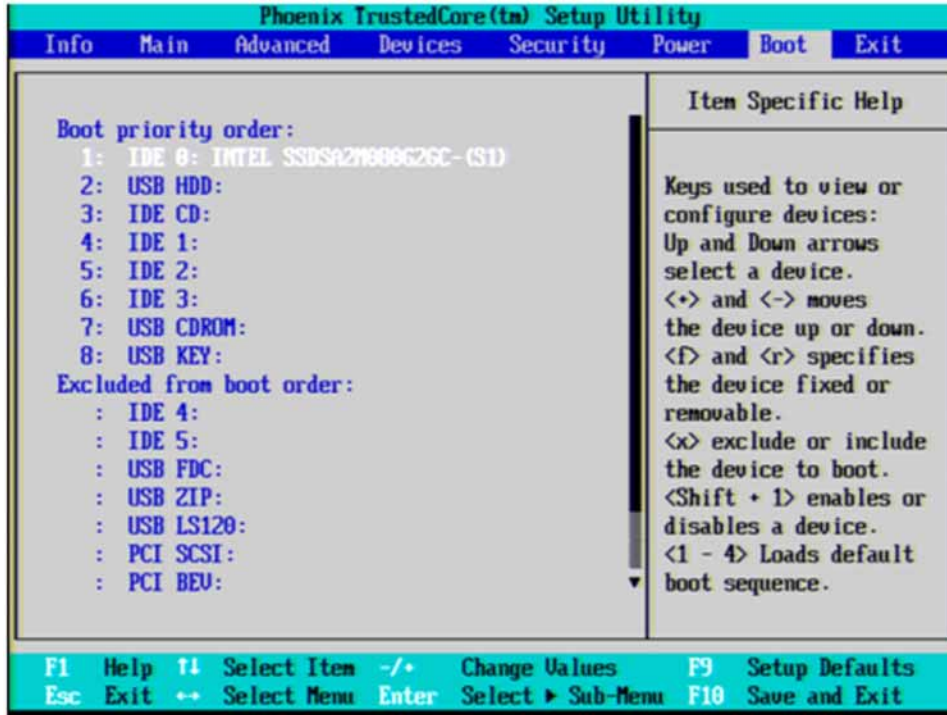 Phoenix TrustedCore(tm) Setup Utility
Info Main Advanced Devices Security Power Boot Exit
Boot priority order:
1: IDE 0: INTEL SSDSA2M080G2GC-(S1)
2: USB HDD:
3: IDE CD:
4: IDE 1:
5: IDE 2:
6: IDE 3:
7: USB CDROM:
8: USB KEY:
Excluded from boot order:
: IDE 4:
: IDE 5:
: USB FDC:
: USB ZIP:
: USB LS120:
: PCI SCSI:
: PCI BEV:
Item Specific Help
Keys used to view or
configure devices:
Up and Down arrows
select a device.
<+> and <-> moves
the device up or down.
<f> and <r> specifies
the device fixed or
removable.
<x> exclude or include
the device to boot.
<Shift + 1> enables or
disables a device.
<1 - 4> Loads default
boot sequence.
F1 Help ↑↓ Select Item -/+ Change Values F9 Setup Defaults
Esc Exit ↔ Select Menu Enter Select ▶ Sub-Menu F10 Save and Exit